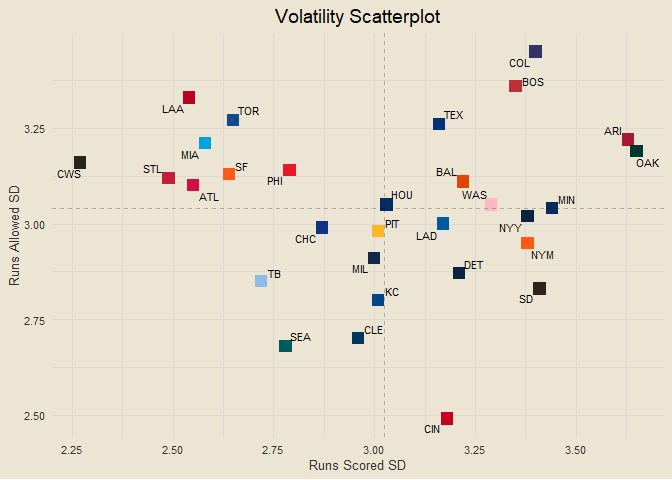 Volatility Scatterplot
COL
BOS
LAA
TOR
TEX
3.25
ARI
OAK
MIA
CWS
STL
SF
PHI
BAL
ATL
WAS
HOU
MIN
3.00
PIT
NYY
CHC
LAD
NYM
MIL
DET
TB
KC
SD
CLE
SEA
2.75
CIN
2.50
Runs Allowed SD
2.25
2.50
2.75
3.00
3.25
3.50
Runs Scored SD